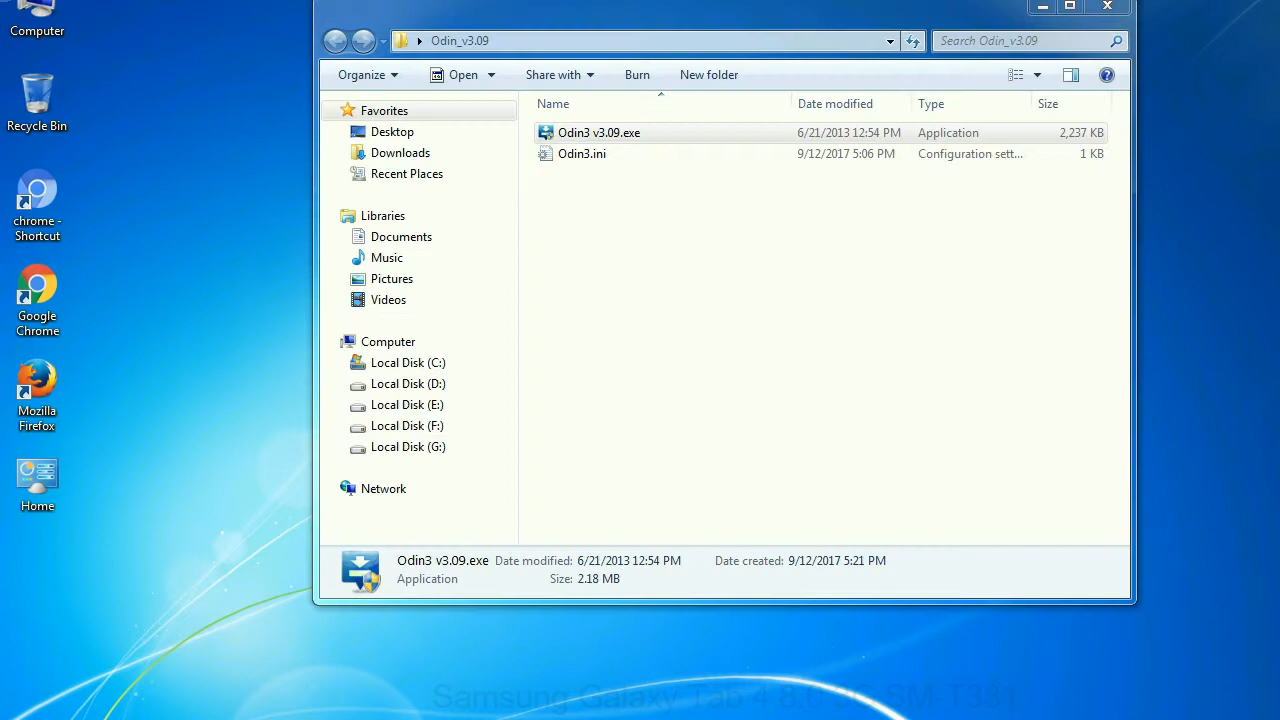 Computer
Recycle Bin
chrome -
Shortcut
Google
Chrome
Mozilla
Firefox
Home
Odin_v3.09
Search Odin_v3.09
Organize
Open
Share with
Burn
New folder
Favorites
Desktop
Downloads
Recent Places
Libraries
Documents
Music
Pictures
Videos
Computer
Local Disk (C:)
Local Disk (D:)
Local Disk (E:)
Local Disk (F:)
Local Disk (G:)
Network
Name Date modified Type Size
Odin3 v3.09.exe 6/21/2013 12:54 PM Application 2,237 KB
Odin3.ini 9/12/2017 5:06 PM Configuration sett... 1 KB
Odin3 v3.09.exe Date modified: 6/21/2013 12:54 PM Date created: 9/12/2017 5:21 PM
Application Size: 2.18 MB
Samsung Galaxy Tab 4 8.0 3G SM-T331